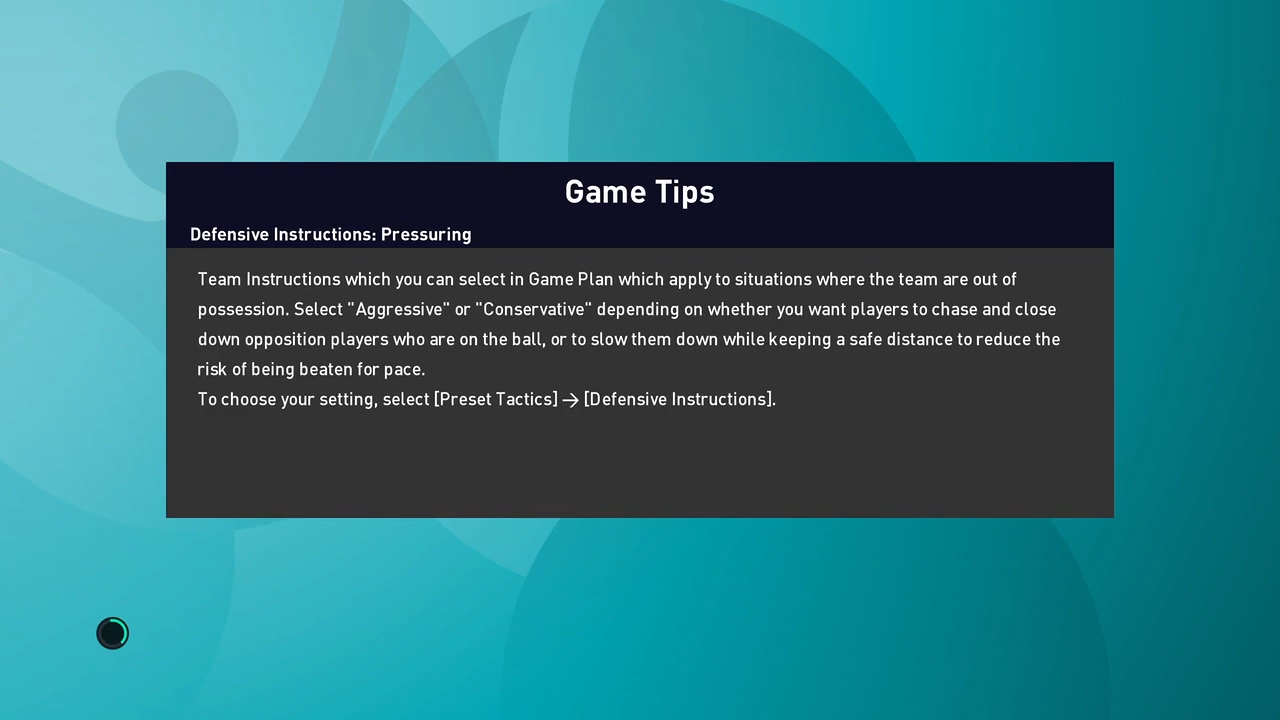 Game Tips
Defensive Instructions: Pressuring
Team Instructions which you can select in Game Plan which apply to situations where the team are out of
possession. Select "Aggressive" or "Conservative" depending on whether you want players to chase and close
down opposition players who are on the ball, or to slow them down while keeping a safe distance to reduce the
risk of being beaten for pace.
To choose your setting, select [Preset Tactics] → [Defensive Instructions].